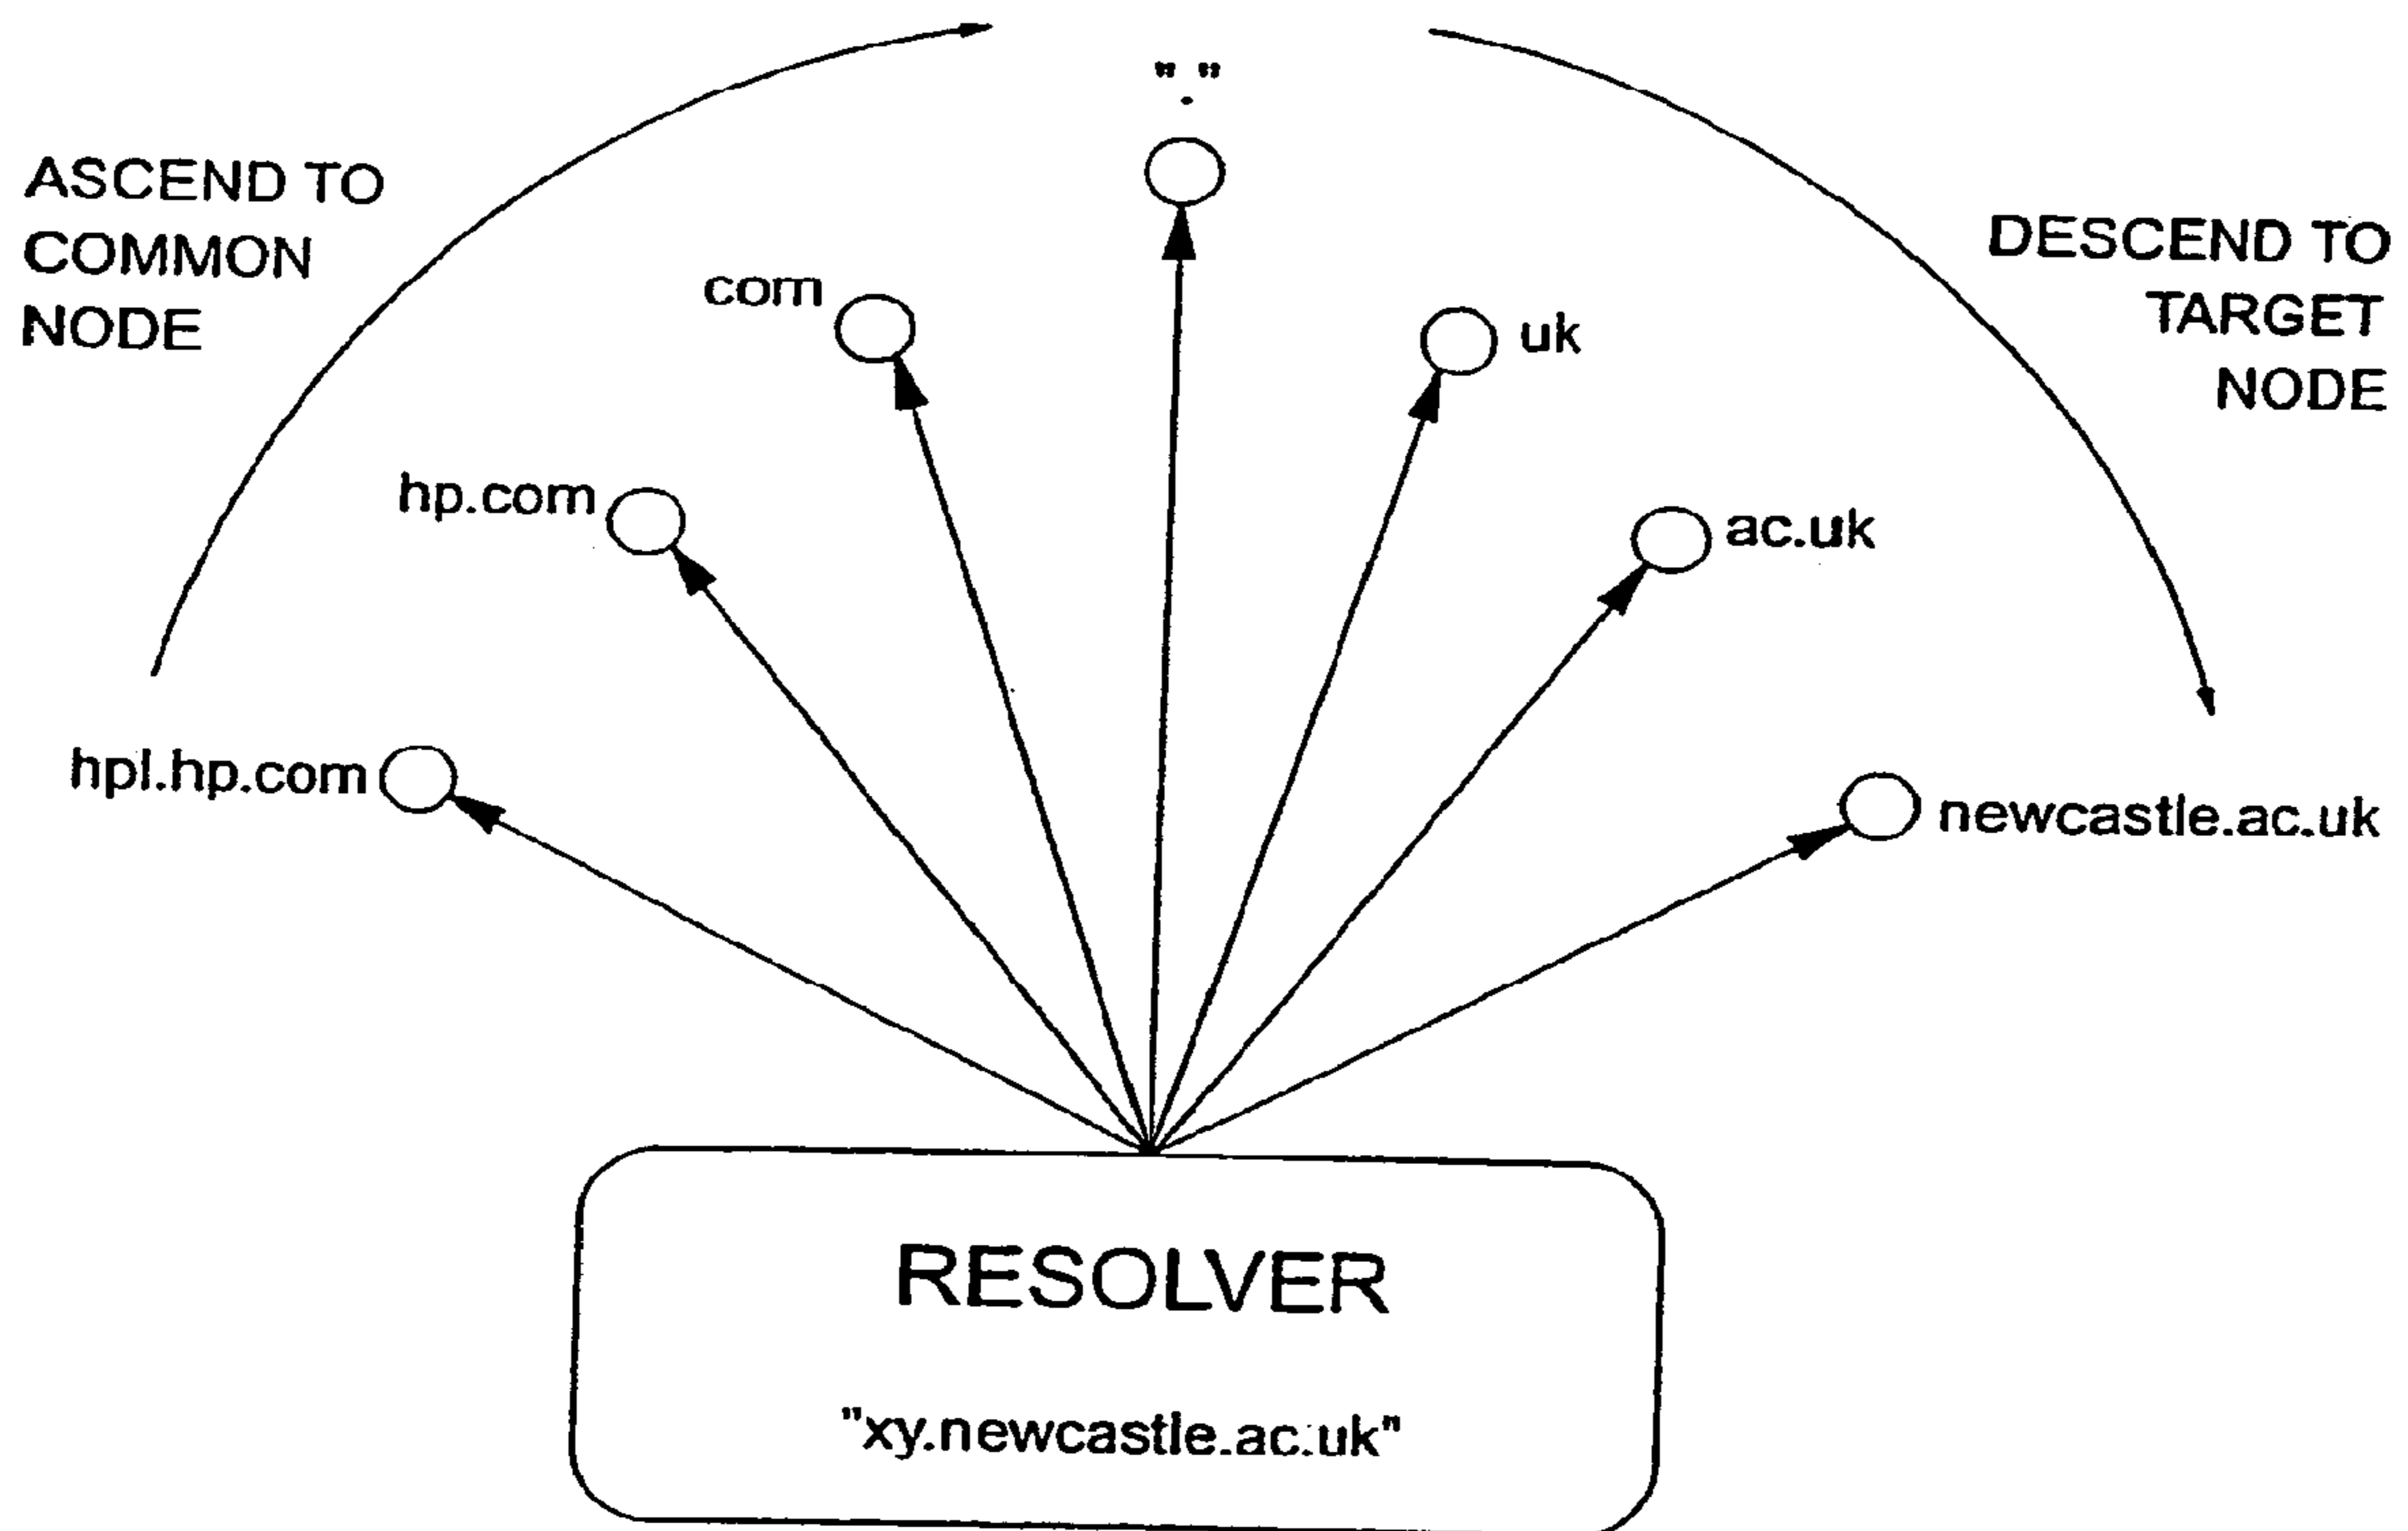 "."
ASCEND TO
COMMON
NODE
DESCEND TO
TARGET
NODE
com
uk
hp.com
ac.uk
hpl.hp.com
newcastle.ac.uk
RESOLVER
"xy.newcastle.ac.uk"